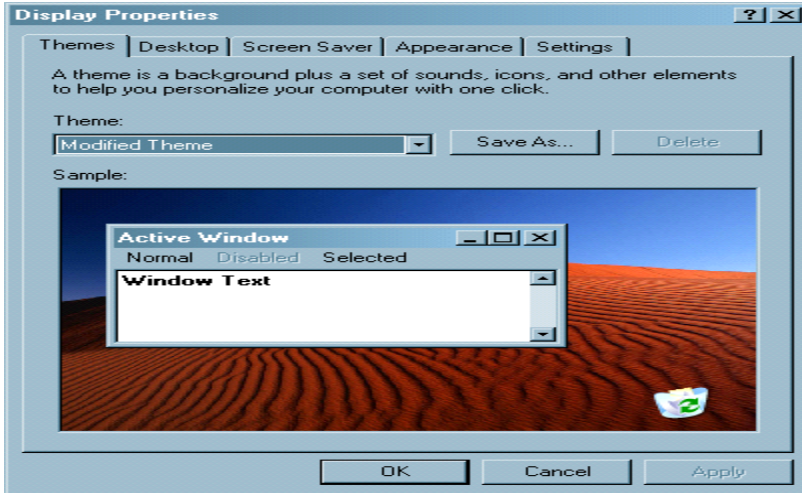 Display Properties
Themes Desktop Screen Saver Appearance Settings
A theme is a background plus a set of sounds, icons, and other elements
to help you personalize your computer with one click.
Theme:
Modified Theme Save As... Delete
Sample:
Active Window
Normal Disabled Selected
Window Text
OK Cancel Apply